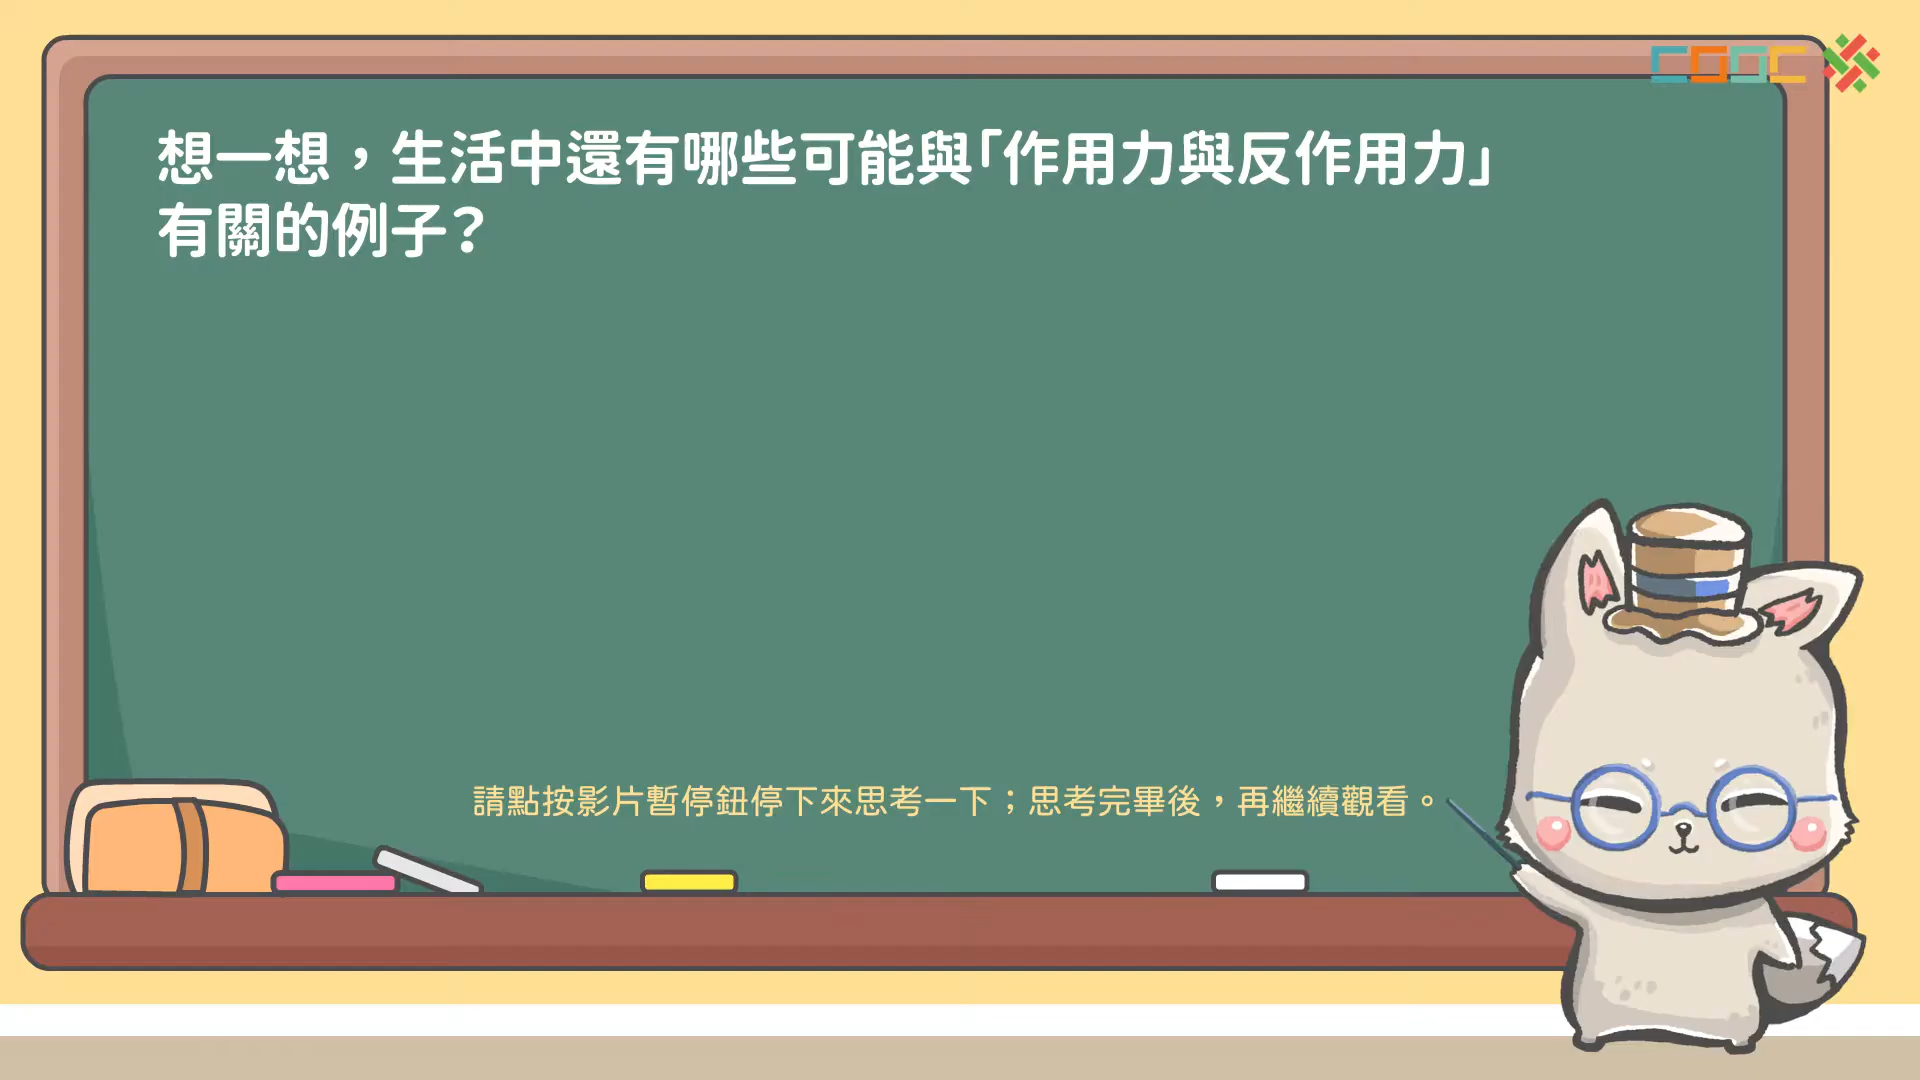 想一想，生活中還有哪些可能與「作用力與反作用力」
有關的例子？
請點按影片暫停鈕停下來思考一下；思考完畢後，再繼續觀看。